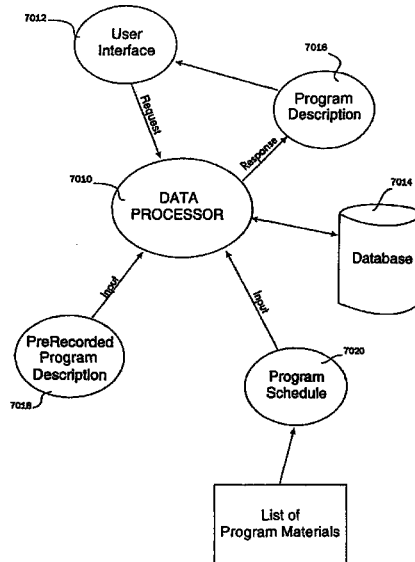 7012
User
Interface
7016
Program
Description
Request
Response
7010
DATA
PROCESSOR
7014
Database
Input
Input
PreRecorded
Program
Description
7018
7020
Program
Schedule
List of
Program Materials